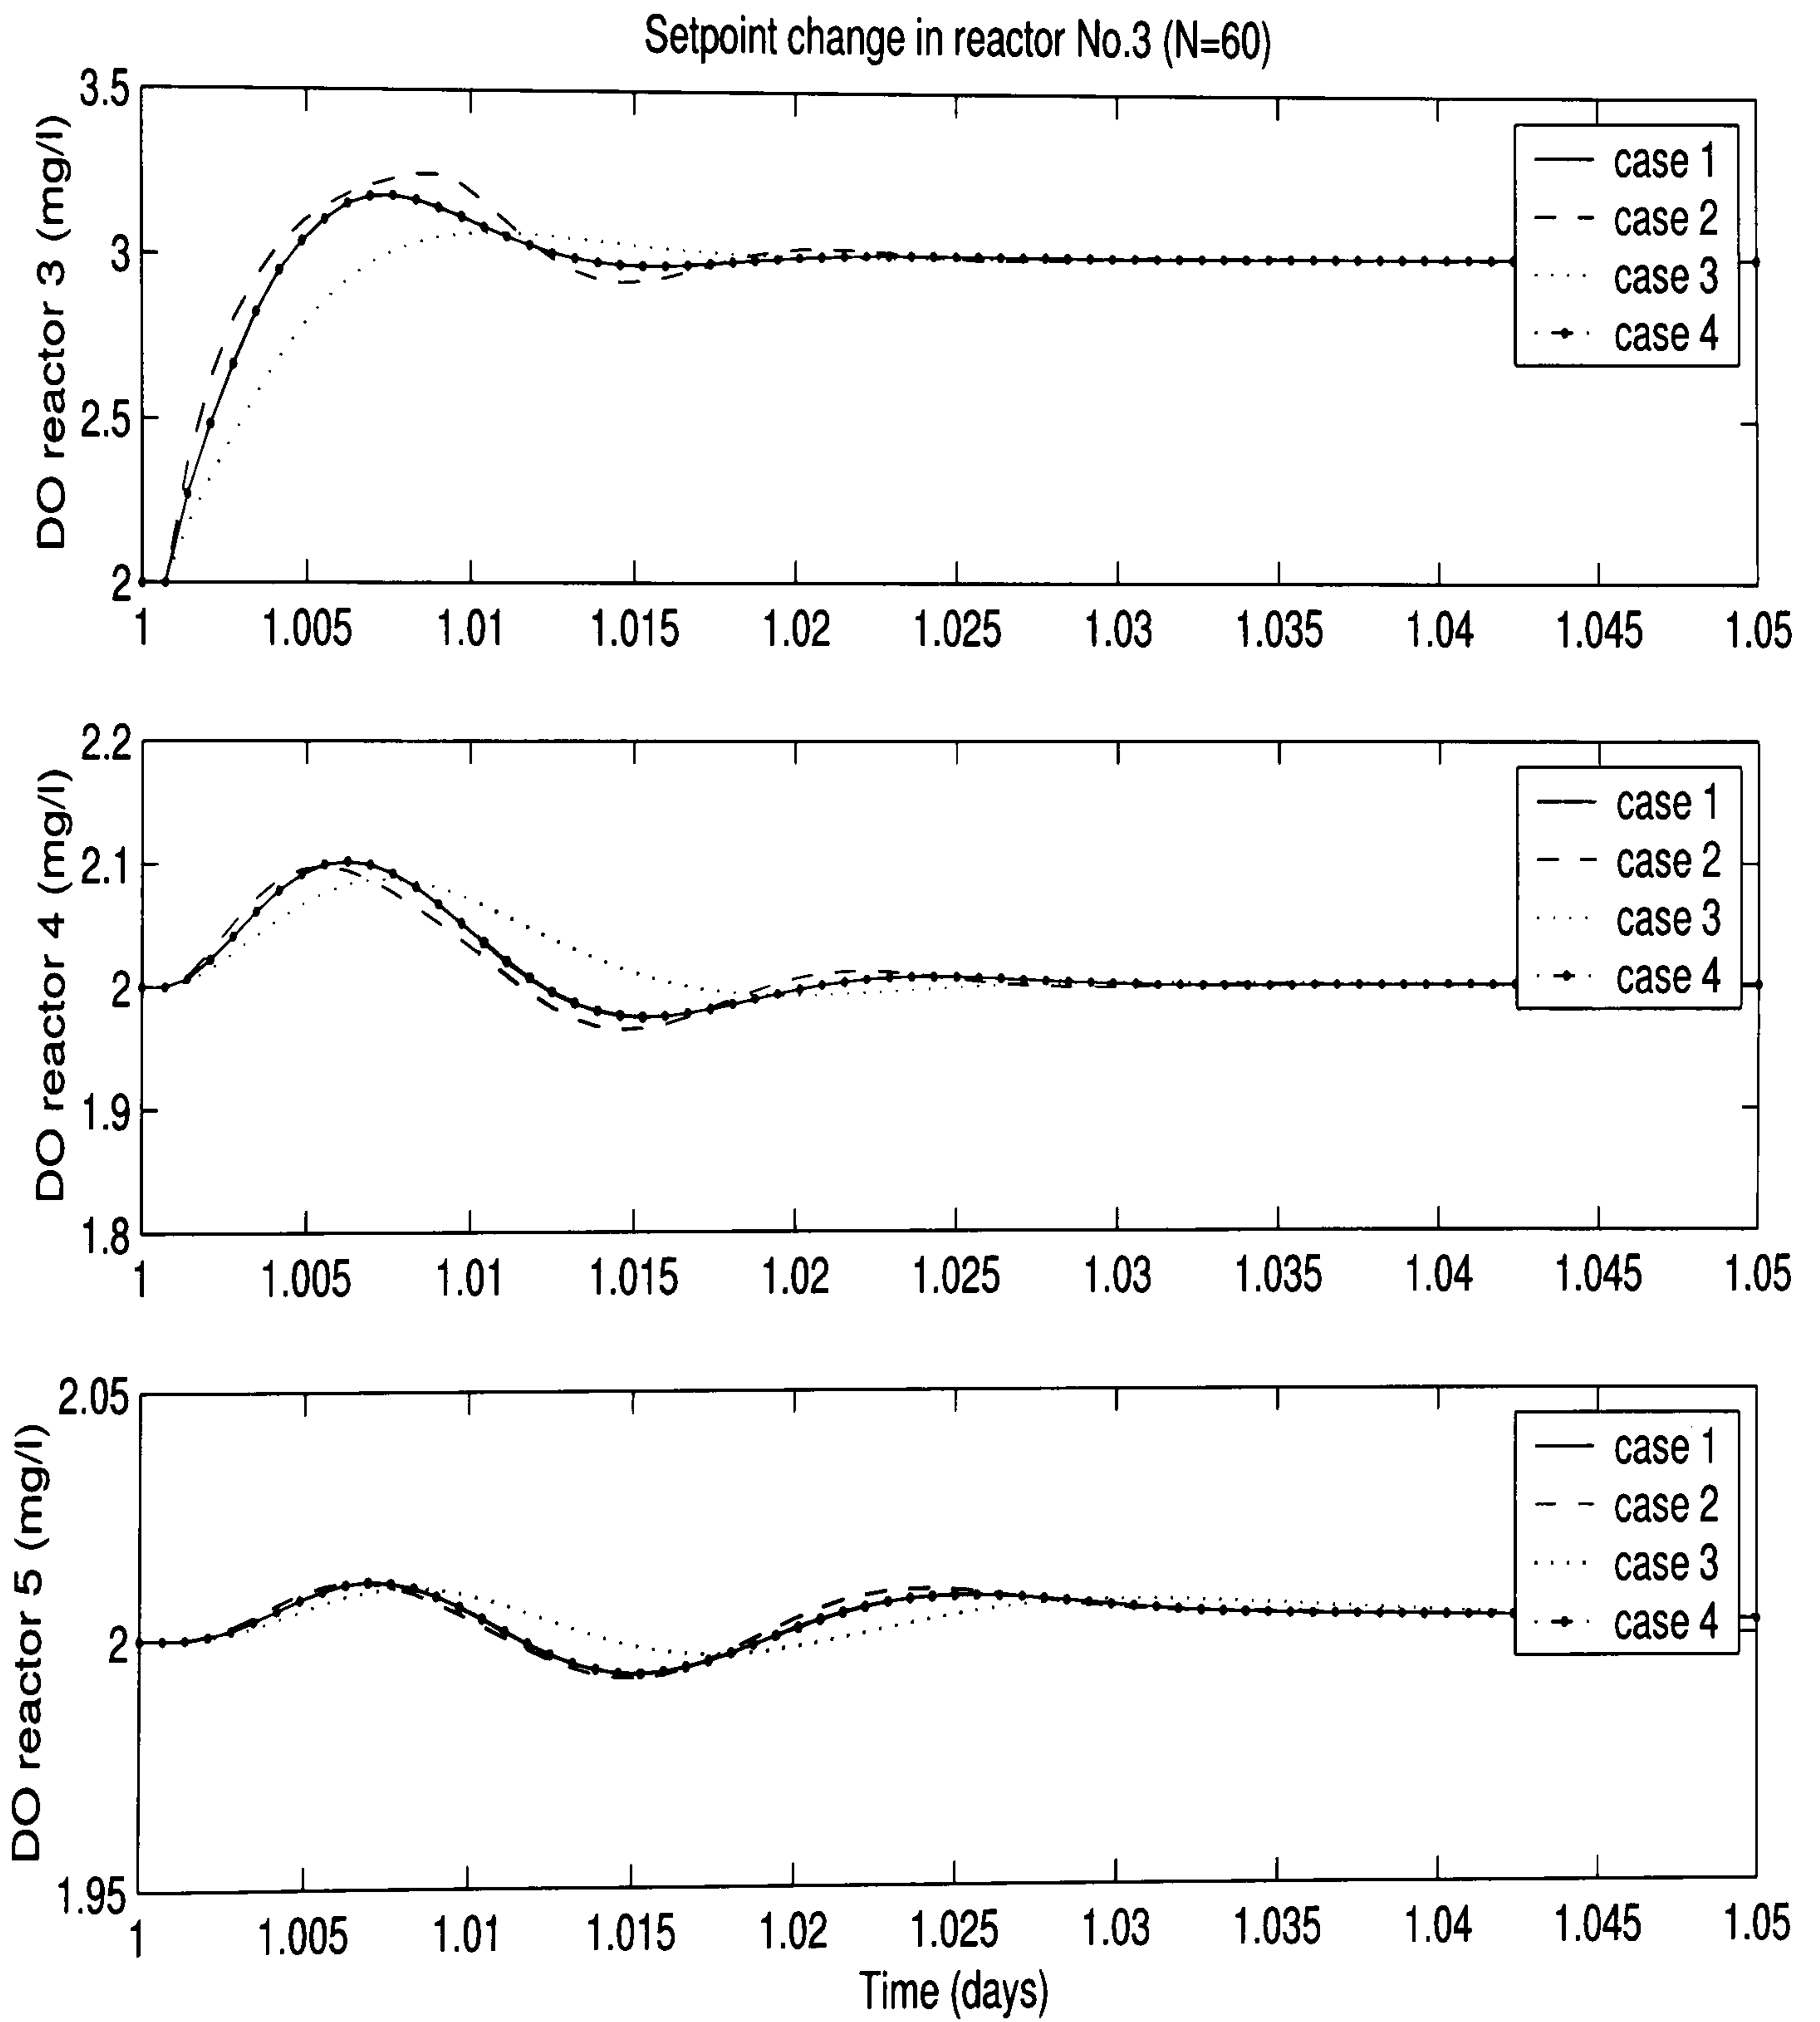 Setpoint change in reactor No.3 (N=60)
DO reactor 3 (mg/l)
3.5
3
2.5
2
1 1.005 1.01 1.015 1.02 1.025 1.03 1.035 1.04 1.045 1.05
case 1
case 2
case 3
case 4
DO reactor 4 (mg/l)
2.2
2.1
2
1.9
1.8
1 1.005 1.01 1.015 1.02 1.025 1.03 1.035 1.04 1.045 1.05
case 1
case 2
case 3
case 4
DO reactor 5 (mg/l)
2.05
2
1.95
1 1.005 1.01 1.015 1.02 1.025 1.03 1.035 1.04 1.045 1.05
case 1
case 2
case 3
case 4
Time (days)